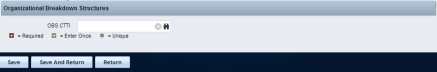 Organizational Breakdown Structures
OBS CTTI
= Required = Enter Once = Unique
Save Save And Return Return